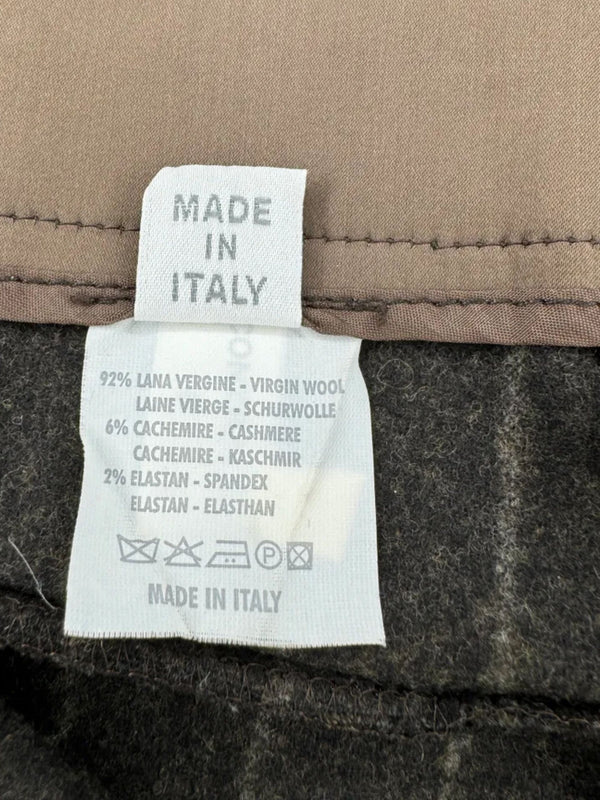 MADE
IN
ITALY
92% LANA VERGINE - VIRGIN WOOL
LAINE VIERGE - SCHURWOLLE
6% CACHEMIRE - CASHMERE
CACHEMIRE - KASCHMIR
2% ELASTAN - SPANDEX
ELASTAN - ELASTHAN
P
MADE IN ITALY